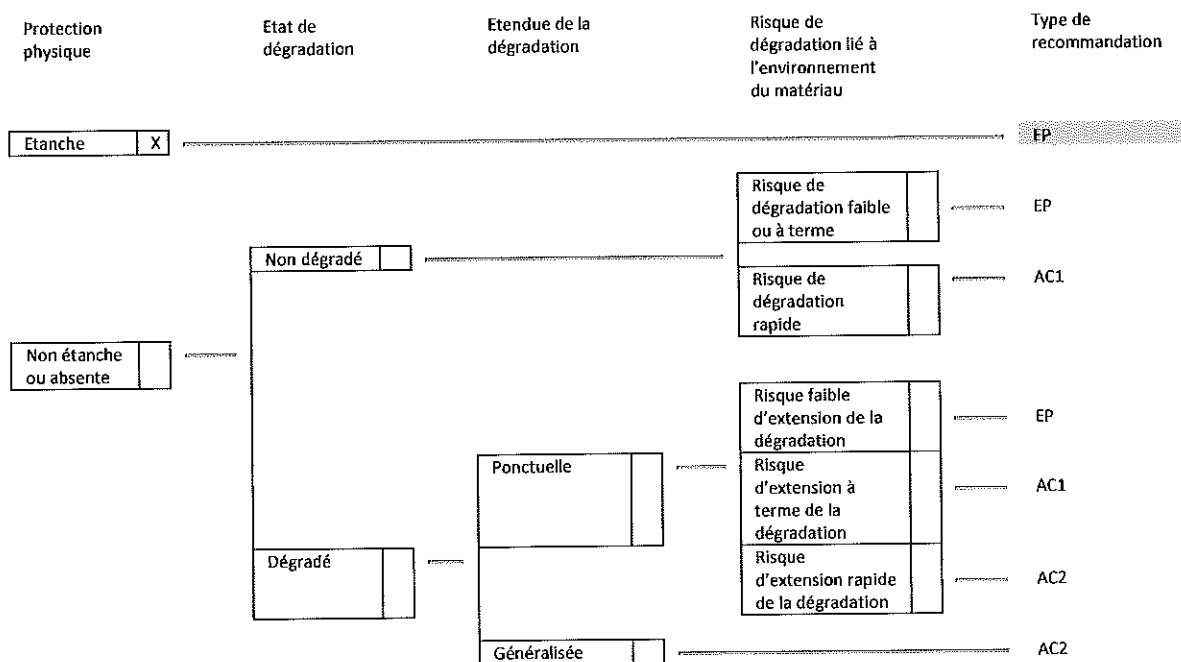 Protection
physique
Etat de
dégradation
Etendue de la
dégradation
Risque de
dégradation lié à
l'environnement
du matériau
Type de
recommandation
Etanche X
EP
Risque de
dégradation faible
ou à terme
EP
Non dégradé
Risque de
dégradation
rapide
AC1
Non étanche
ou absente
Risque faible
d'extension de la
dégradation
EP
Ponctuelle
Risque
d'extension à
terme de la
dégradation
AC1
Dégradé
Risque
d'extension rapide
de la dégradation
AC2
Généralisée
AC2